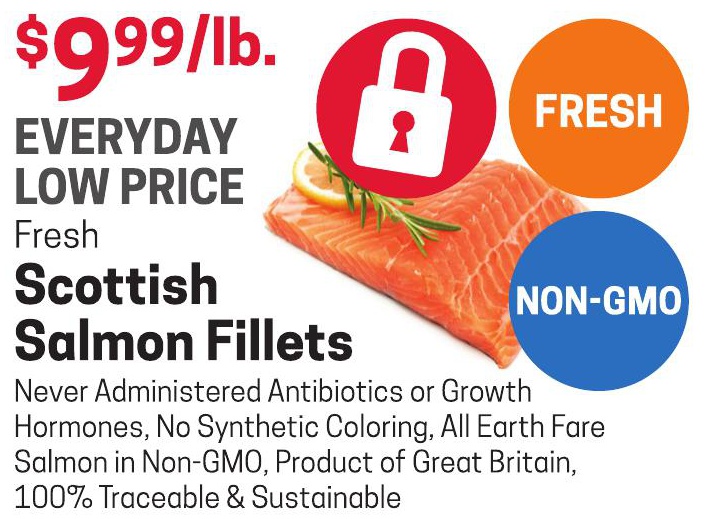 $9.99/lb.
EVERYDAY
LOW PRICE
Fresh
Scottish
Salmon Fillets
Never Administered Antibiotics or Growth
Hormones, No Synthetic Coloring, All Earth Fare
Salmon in Non-GMO, Product of Great Britain,
100% Traceable & Sustainable
FRESH
NON-GMO